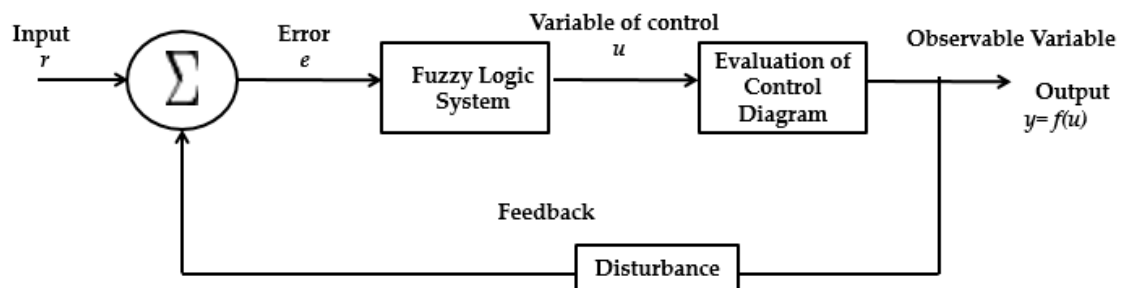 Input
r
Σ
Error
e
Fuzzy Logic
System
Variable of control
u
Evaluation of
Control
Diagram
Observable Variable
Output
y= f(u)
Feedback
Disturbance